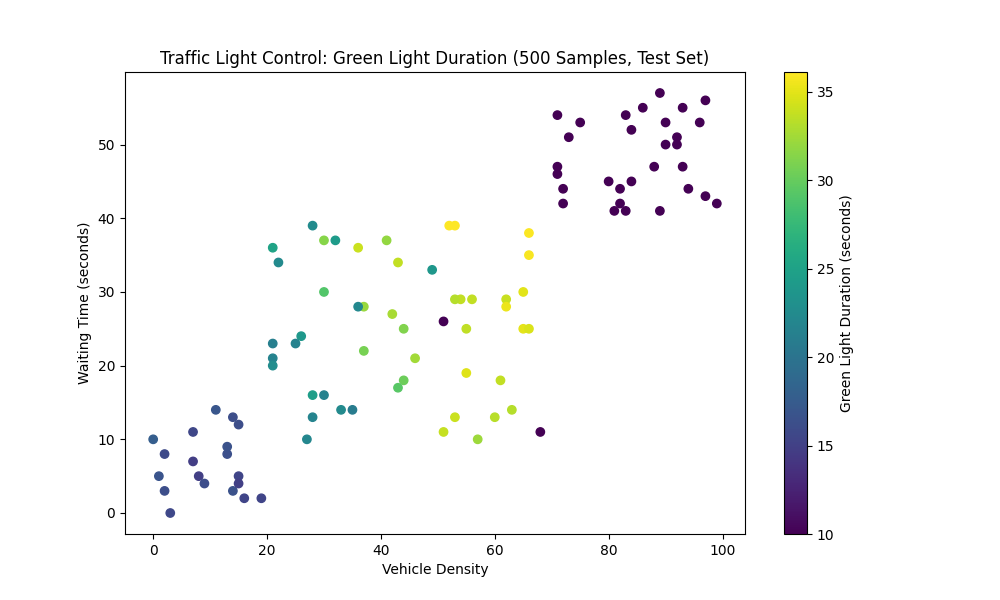 Traffic Light Control: Green Light Duration (500 Samples, Test Set)
Waiting Time (seconds)
50
40
30
20
10
0
0 20 40 60 80 100
Vehicle Density
35
30
25
20
15
10
Green Light Duration (seconds)